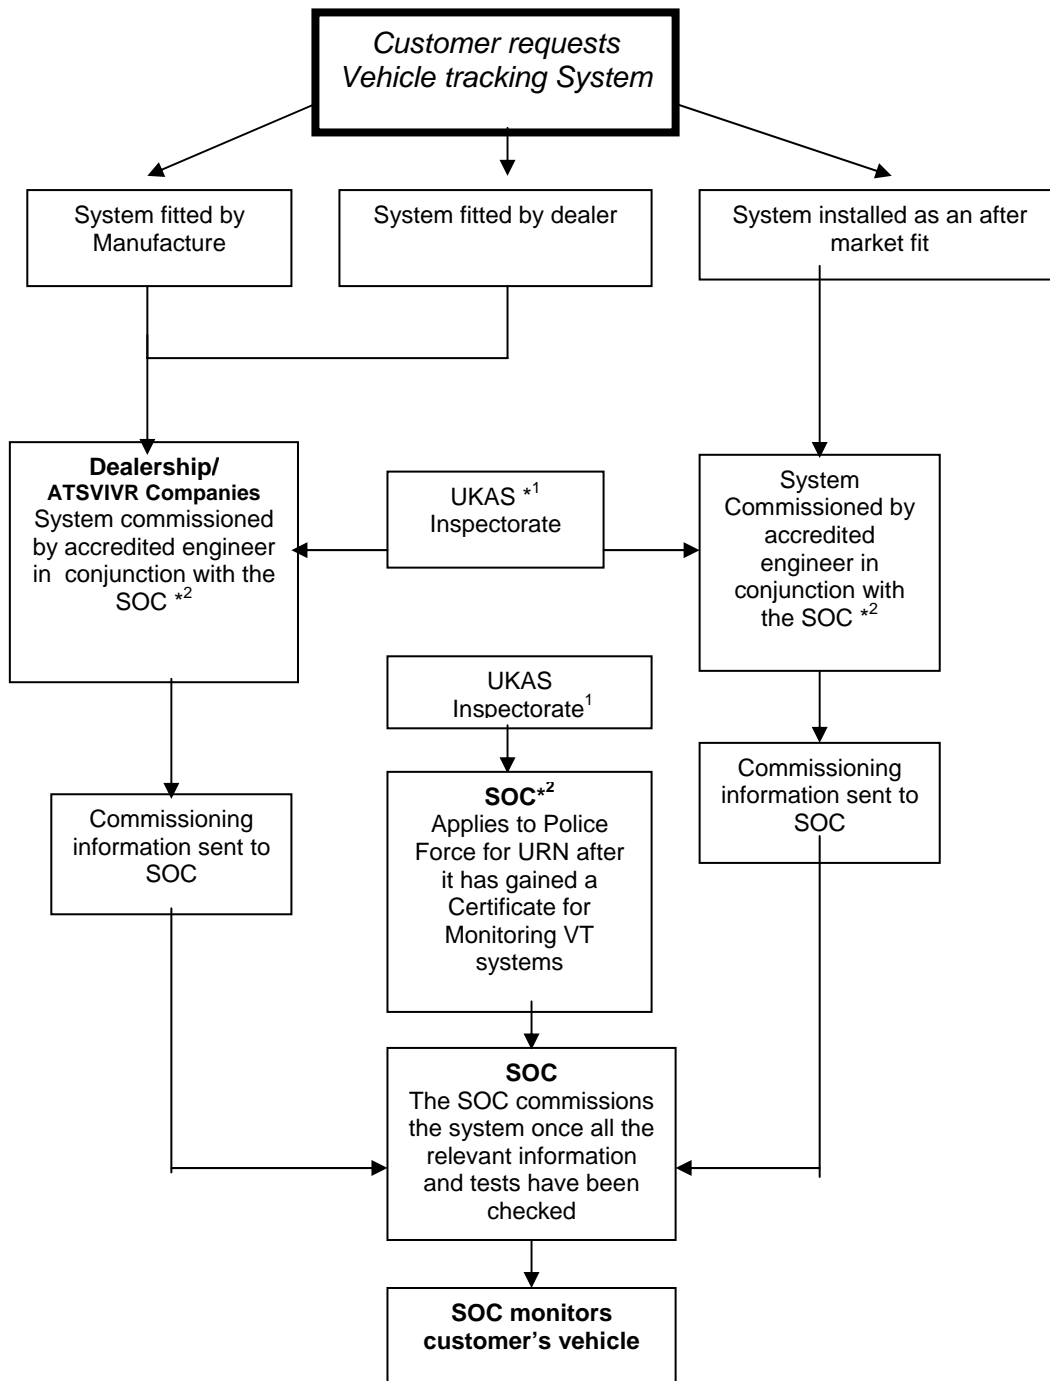 Customer requests
Vehicle tracking System
System fitted by
Manufacture
System fitted by dealer
System installed as an after
market fit
Dealership/
ATSVIVR Companies
System commissioned
by accredited engineer
in conjunction with the
SOC *2
UKAS *1
Inspectorate
System
Commissioned by
accredited
engineer in
conjunction with
the SOC *2
UKAS
Inspectorate1
Commissioning
information sent to
SOC
SOC*2
Applies to Police
Force for URN after
it has gained a
Certificate for
Monitoring VT
systems
Commissioning
information sent to
SOC
SOC
The SOC commissions
the system once all the
relevant information
and tests have been
checked
SOC monitors
customer's vehicle